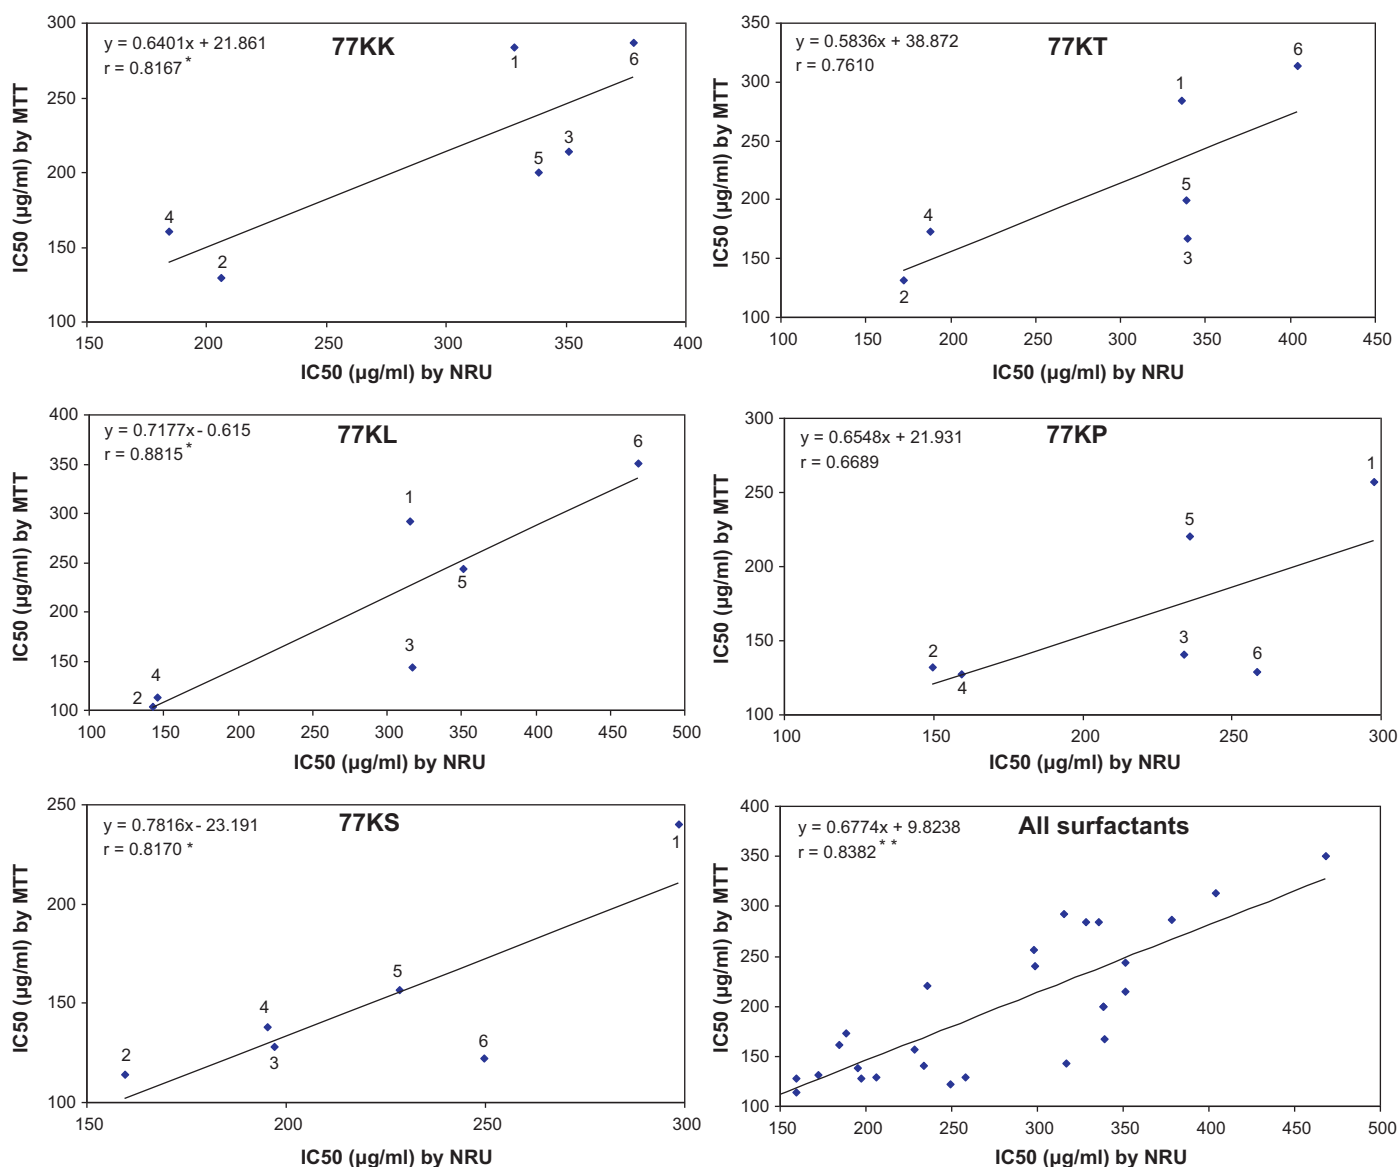 77KK
y = 0.6401x + 21.861
r = 0.8167 *
IC50 (µg/ml) by MTT
300
250
200
150
100
1
6
3
5
4
2
150 200 250 300 350 400
IC50 (µg/ml) by NRU
77KT
y = 0.5836x + 38.872
r = 0.7610
IC50 (µg/ml) by MTT
350
300
250
200
150
100
6
1
5
4
3
2
100 150 200 250 300 350 400 450
IC50 (µg/ml) by NRU
77KL
y = 0.7177x - 0.615
r = 0.8815 *
IC50 (µg/ml) by MTT
400
350
300
250
200
150
100
6
1
5
3
4
2
100 150 200 250 300 350 400 450 500
IC50 (µg/ml) by NRU
77KP
y = 0.6548x + 21.931
r = 0.6689
IC50 (µg/ml) by MTT
300
250
200
150
100
1
5
3
2
6
4
100 150 200 250 300
IC50 (µg/ml) by NRU
77KS
y = 0.7816x - 23.191
r = 0.8170 *
IC50 (µg/ml) by MTT
250
200
150
100
1
5
4
3
6
2
150 200 250 300
IC50 (µg/ml) by NRU
All surfactants
y = 0.6774x + 9.8238
r = 0.8382 * *
IC50 (µg/ml) by MTT
400
350
300
250
200
150
100
150 200 250 300 350 400 450 500
IC50 (µg/ml) by NRU